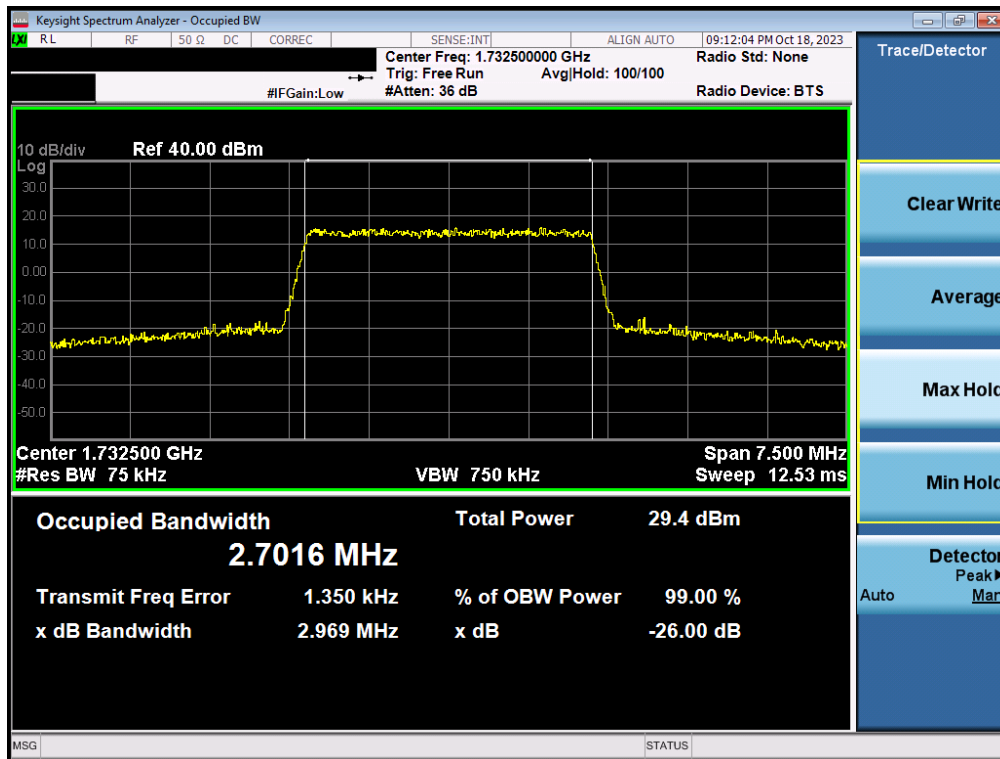 Keysight Spectrum Analyzer - Occupied BW
LXI RL RF 50 Ω DC CORREC SENSE:INT ALIGN AUTO 09:12:04 PM Oct 18, 2023
Center Freq: 1.732500000 GHz Radio Std: None
Trig: Free Run Avg|Hold: 100/100
#IFGain:Low #Atten: 36 dB Radio Device: BTS
Trace/Detector
10 dB/div Ref 40.00 dBm
Log
30.0
20.0
10.0
0.00
-10.0
-20.0
-30.0
-40.0
-50.0
Center 1.732500 GHz Span 7.500 MHz
#Res BW 75 kHz VBW 750 kHz Sweep 12.53 ms
Occupied Bandwidth Total Power 29.4 dBm
2.7016 MHz
Transmit Freq Error 1.350 kHz % of OBW Power 99.00 %
x dB Bandwidth 2.969 MHz x dB -26.00 dB
Clear Write
Average
Max Hold
Min Hold
Detector
Peak
Auto Man
MSG STATUS